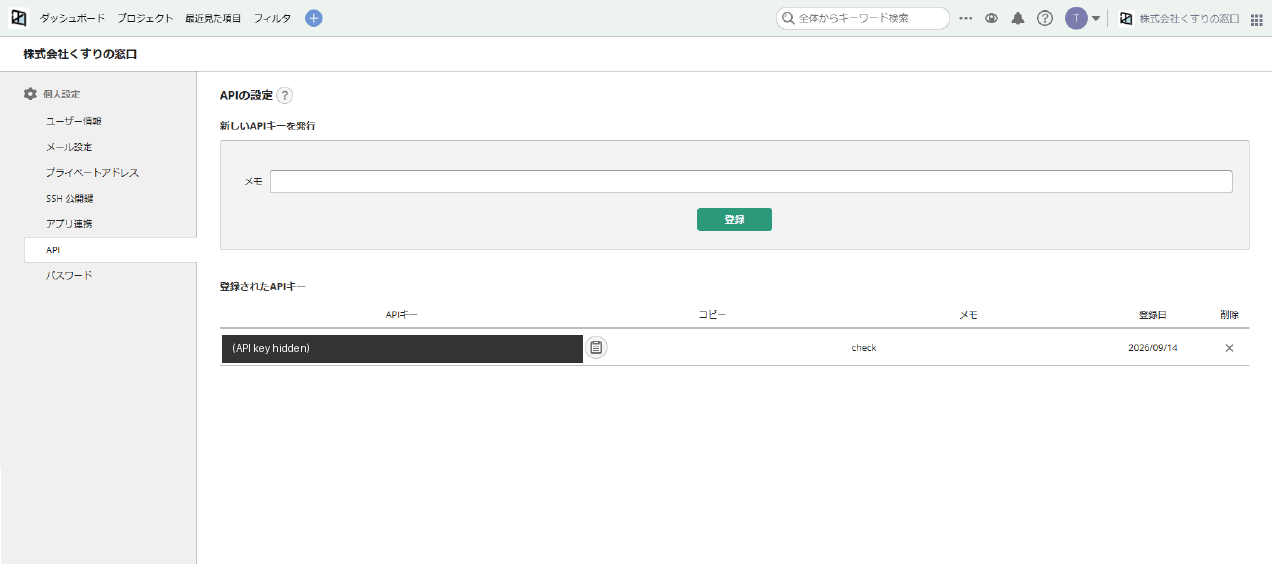 ダッシュボード プロジェクト 最近見た項目 フィルタ 全体からキーワード検索 T 株式会社くすりの窓口
株式会社くすりの窓口
個人設定
ユーザー情報
メール設定
プライベートアドレス
SSH 公開鍵
アプリ連携
API
パスワード
APIの設定 ?
新しいAPIキーを発行
メモ
登録
登録されたAPIキー
APIキー コピー メモ 登録日 削除
(API key hidden) check 2026/09/14